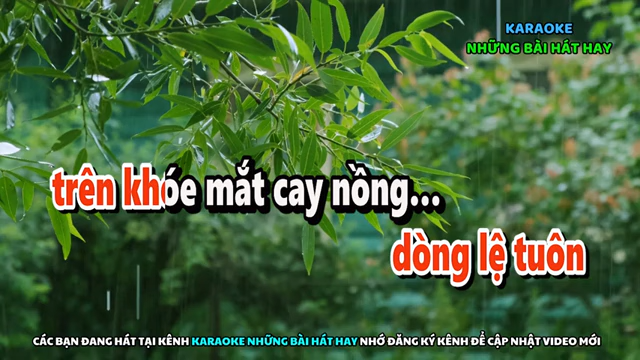 KARAOKE
NHỮNG BÀI HÁT HAY
trên khóe mắt cay nồng...
dòng lệ tuôn
CÁC BẠN ĐANG HÁT TẠI KÊNH KARAOKE NHỮNG BÀI HÁT HAY NHỚ ĐĂNG KÝ KÊNH ĐỂ CẬP NHẬT VIDEO MỚI